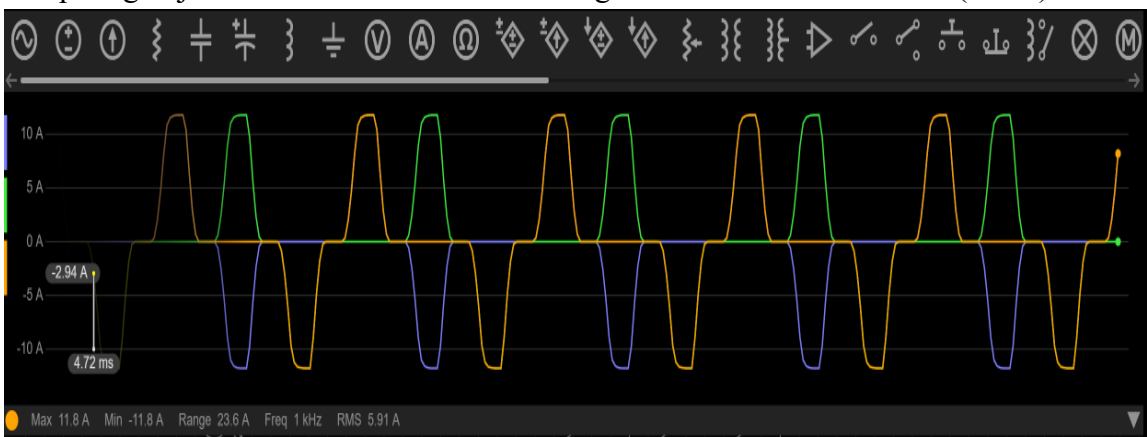 10 A
5 A
0 A
-2.94 A
-5 A
-10 A
4.72 ms
Max 11.8 A Min -11.8 A Range 23.6 A Freq 1 kHz RMS 5.91 A